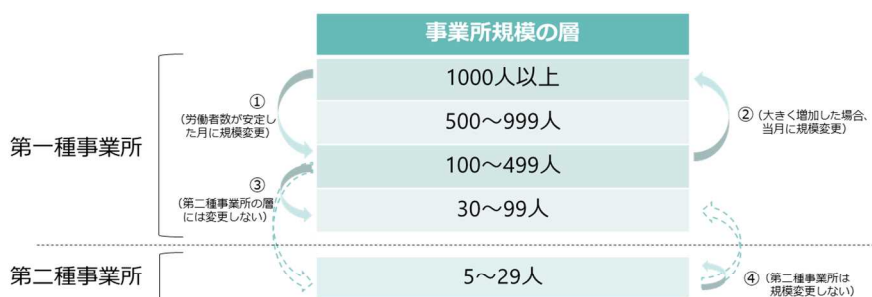 事業所規模の層
1000人以上
①
(労働者数が安定し
た月に規模変更)
500～999人
② (大きく増加した場合、
当月に規模変更)
第一種事業所
100～499人
③
(第二種事業所の層
には変更しない)
30～99人
第二種事業所
5～29人
④ (第二種事業所は
規模変更しない)